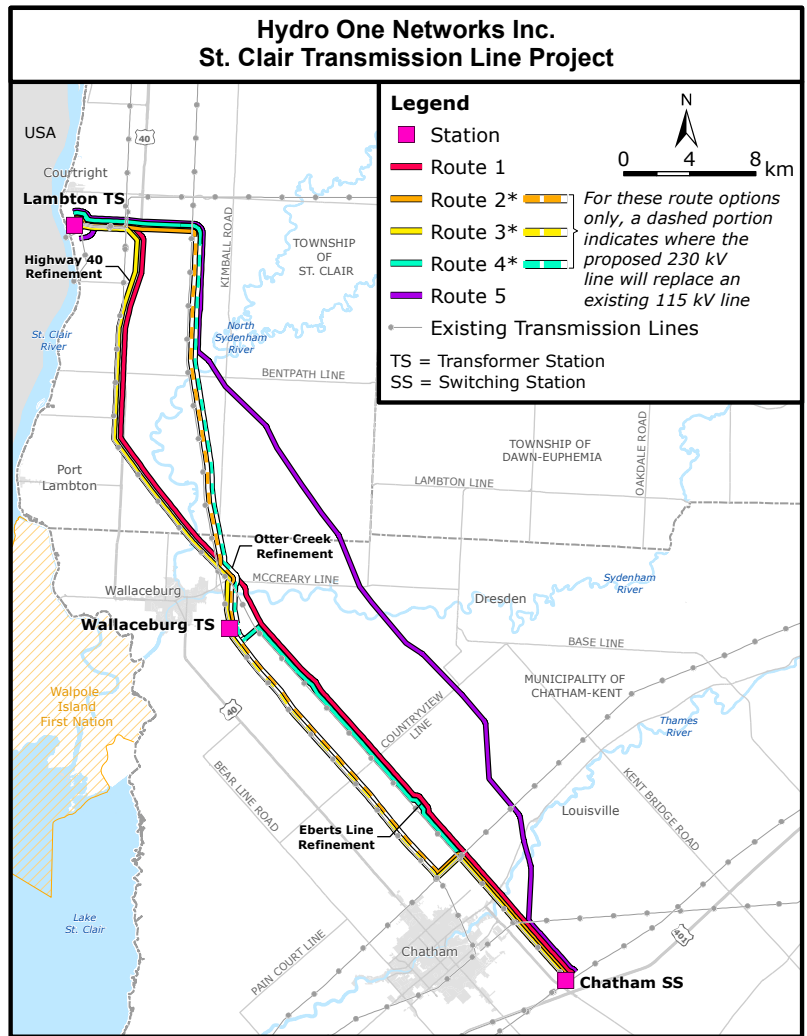 Hydro One Networks Inc.
St. Clair Transmission Line Project
Legend
Station
Route 1
Route 2*
Route 3*
Route 4*
Route 5
Existing Transmission Lines
TS = Transformer Station
SS = Switching Station
For these route options
only, a dashed portion
indicates where the
proposed 230 kV
line will replace an
existing 115 kV line
N
0 4 8 km
USA
40
Courtright
Lambton TS
Highway 40
Refinement
KIMBALL ROAD
TOWNSHIP
OF
ST. CLAIR
St. Clair
River
North
Sydenham
River
BENTPATH LINE
TOWNSHIP OF
DAWN-EUPHEMIA
OAKDALE ROAD
Port
Lambton
LAMBTON LINE
Otter Creek
Refinement
MCCREARY LINE
Wallaceburg
Dresden
Sydenham
River
Wallaceburg TS
BASE LINE
MUNICIPALITY OF
CHATHAM-KENT
Walpole
Island
First Nation
40
COUNTRYVIEW
LINE
Thames
River
BEAR LINE ROAD
KENT BRIDGE ROAD
Louisville
Eberts Line
Refinement
Lake
St. Clair
PAIN COURT LINE
Chatham
401
Chatham SS